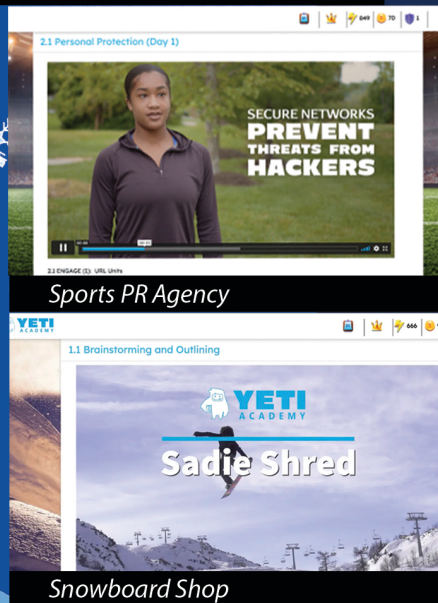 649 70 1
2.1 Personal Protection (Day 1)
SECURE NETWORKS
PREVENT
THREATS FROM
HACKERS
2.1 ENGAGE (1): URL Units
Sports PR Agency
YETI
ACADEMY
666
1.1 Brainstorming and Outlining
YETI
ACADEMY
Sadie Shred
Snowboard Shop